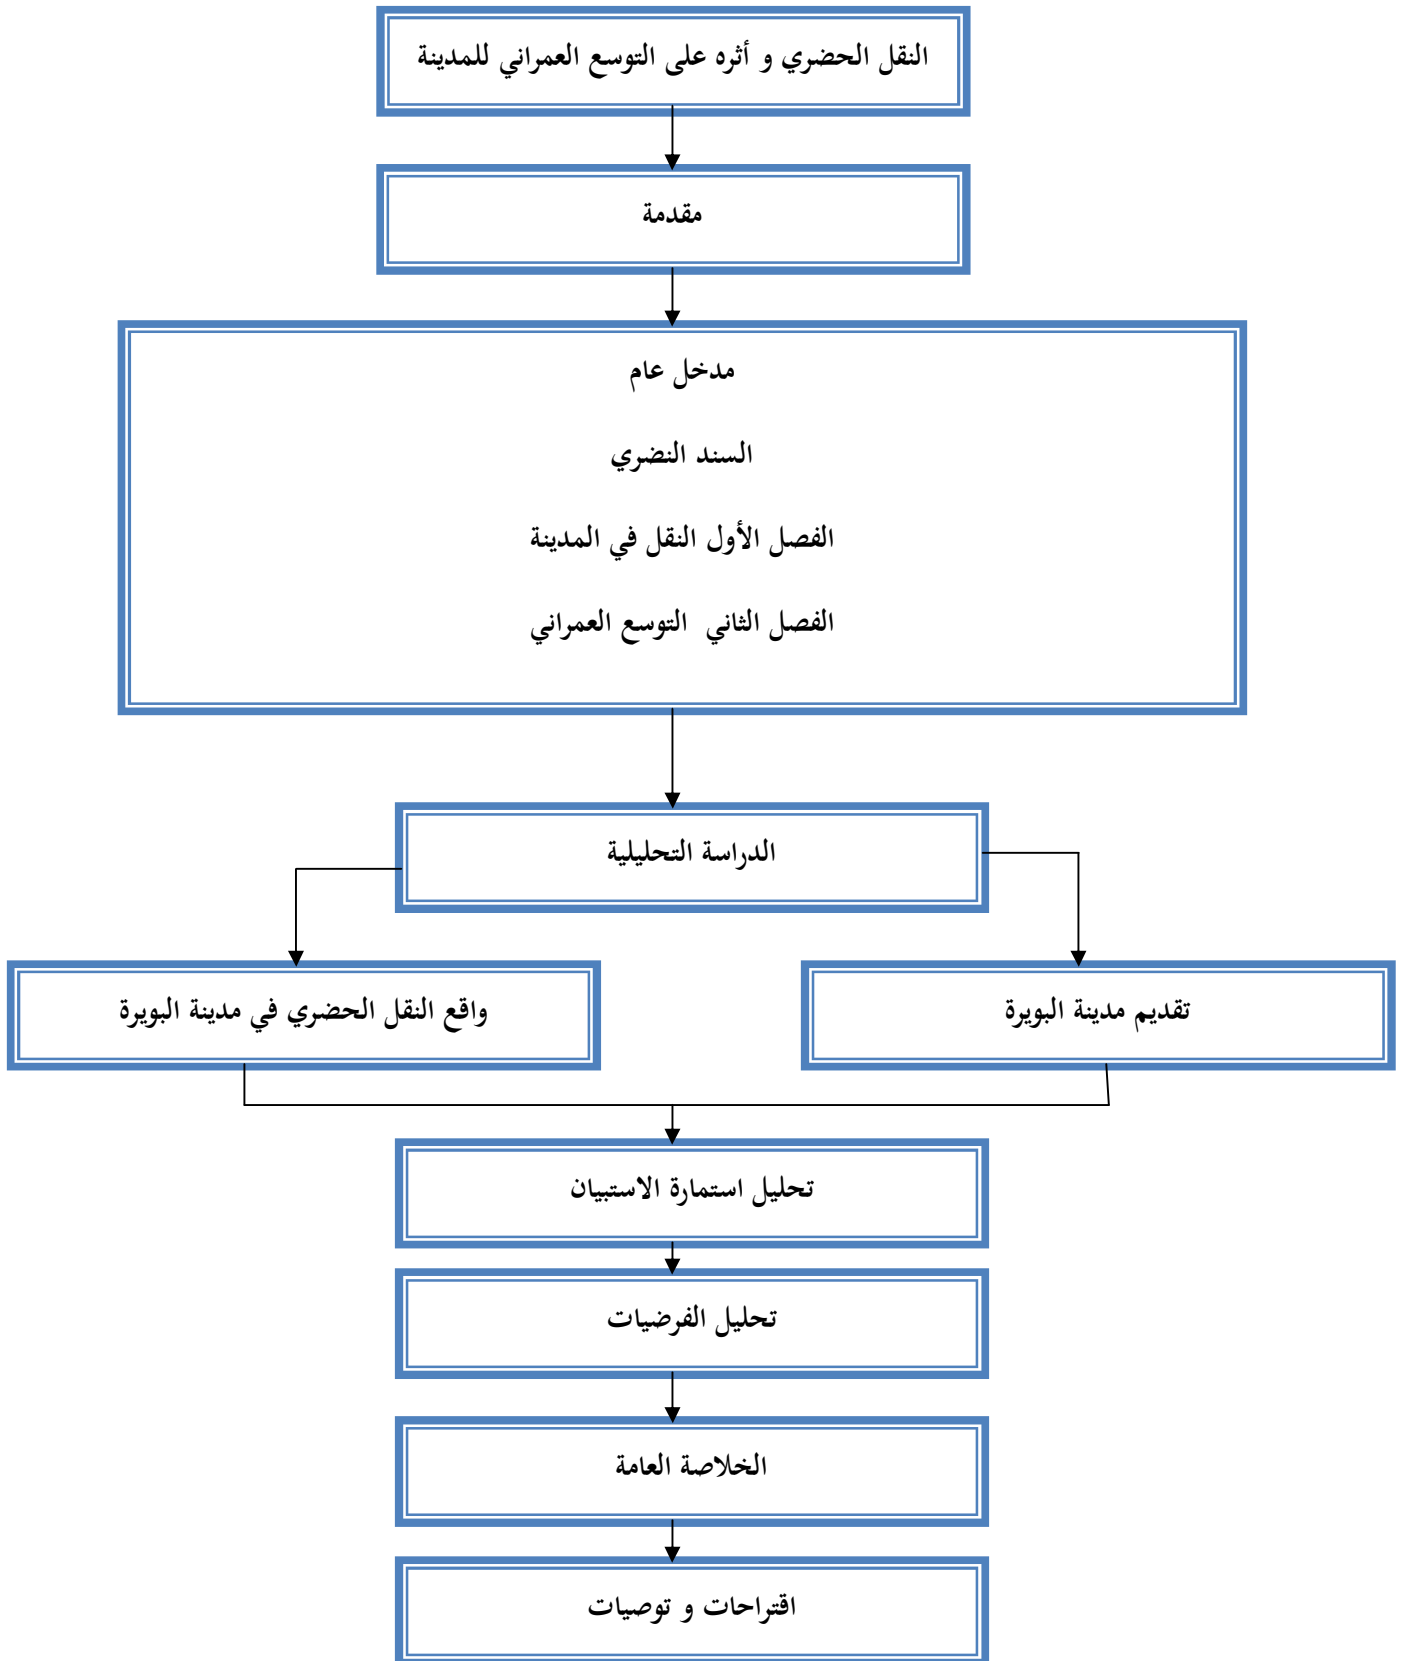 النقل الحضري و أثره على التوسع العمراني للمدينة
مقدمة
مدخل عام
السند النضري
الفصل الأول النقل في المدينة
الفصل الثاني التوسع العمراني
الدراسة التحليلية
تقديم مدينة البويرة
واقع النقل الحضري في مدينة البويرة
تحليل استمارة الاستبيان
تحليل الفرضيات
الخلاصة العامة
اقتراحات و توصيات